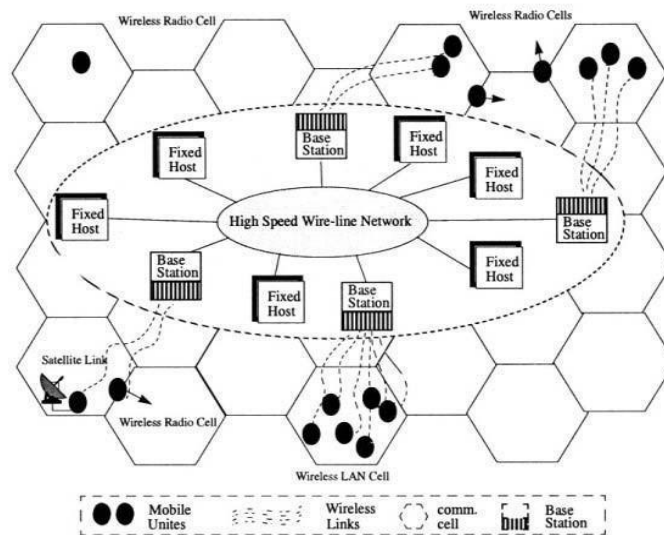 Wireless Radio Cell
Wireless Radio Cells
Base
Station
Fixed
Host
Fixed
Host
Fixed
Host
Fixed
Host
High Speed Wire-line Network
Base
Station
Base
Station
Fixed
Host
Fixed
Host
Base
Station
Satellite Link
Wireless Radio Cell
Wireless LAN Cell
Mobile
Unites
Wireless
Links
comm.
cell
Base
Station